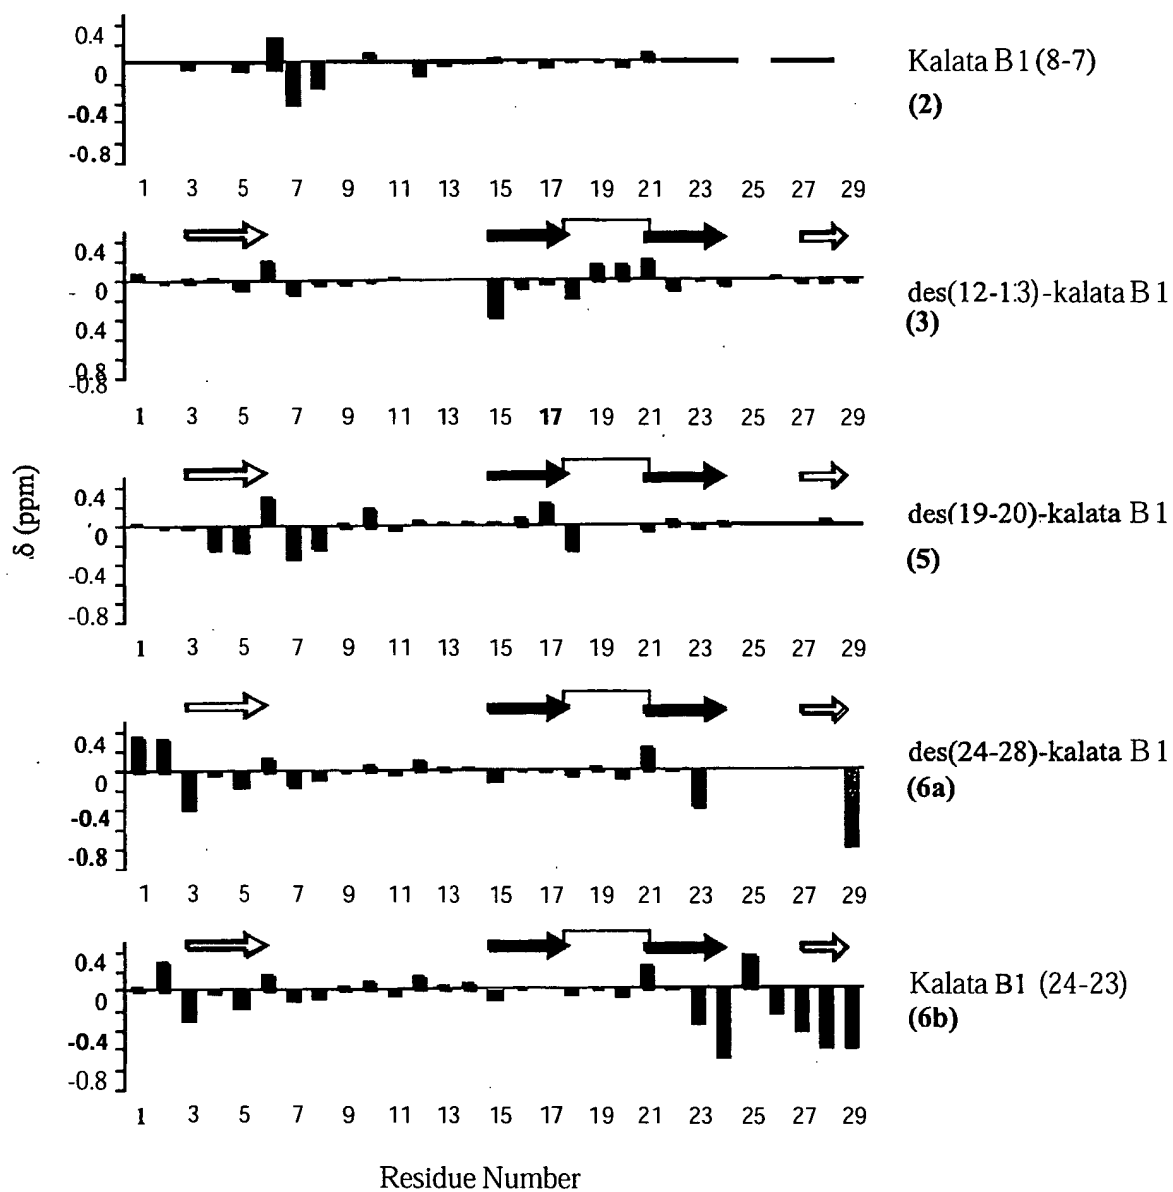 0.4
0
-0.4
-0.8
Kalata B 1 (8-7)
(2)
1 3 5 7 9 11 13 15 17 19 21 23 25 27 29
0.4
- 0
0.4
0.8
-0.8
des(12-13)-kalata B 1
(3)
1 3 5 7 9 11 13 15 17 19 21 23 25 27 29
δ (ppm)
0.4
0
-0.4
-0.8
des(19-20)-kalata B 1
(5)
1 3 5 7 9 11 13 15 17 19 21 23 25 27 29
0.4
0
-0.4
-0.8
des(24-28)-kalata B 1
(6a)
1 3 5 7 9 11 13 15 17 19 21 23 25 27 29
0.4
0
-0.4
-0.8
Kalata B1 (24-23)
(6b)
1 3 5 7 9 11 13 15 17 19 21 23 25 27 29
Residue Number